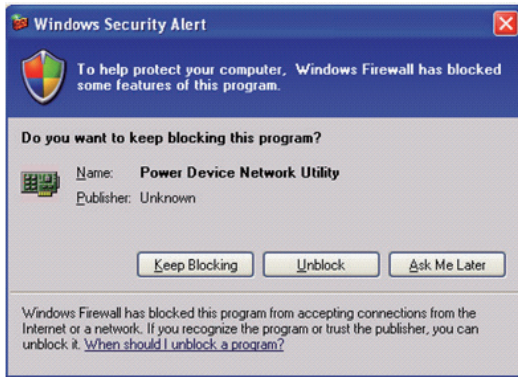 Windows Security Alert
To help protect your computer, Windows Firewall has blocked
some features of this program.
Do you want to keep blocking this program?
Name: Power Device Network Utility
Publisher: Unknown
Keep Blocking Unblock Ask Me Later
Windows Firewall has blocked this program from accepting connections from the
Internet or a network. If you recognize the program or trust the publisher, you can
unblock it. When should I unblock a program?